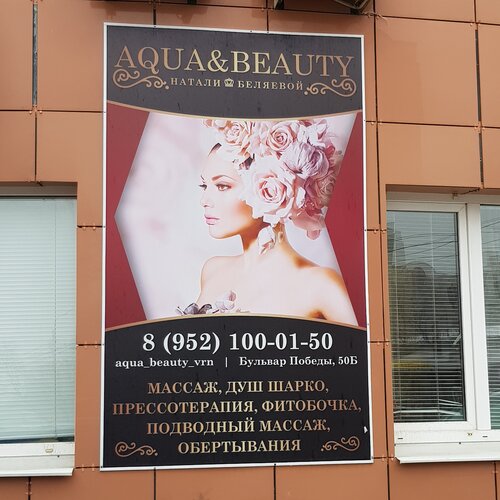 AQUA&BEAUTY
НАТАЛИ БЕЛЯЕВОЙ
8 (952) 100-01-50
aqua_beauty_vrn | Бульвар Победы, 50Б
МАССАЖ, ДУШ ШАРКО,
ПРЕССОТЕРАПИЯ, ФИТОБОЧКА,
ПОДВОДНЫЙ МАССАЖ,
ОБЕРТЫВАНИЯ